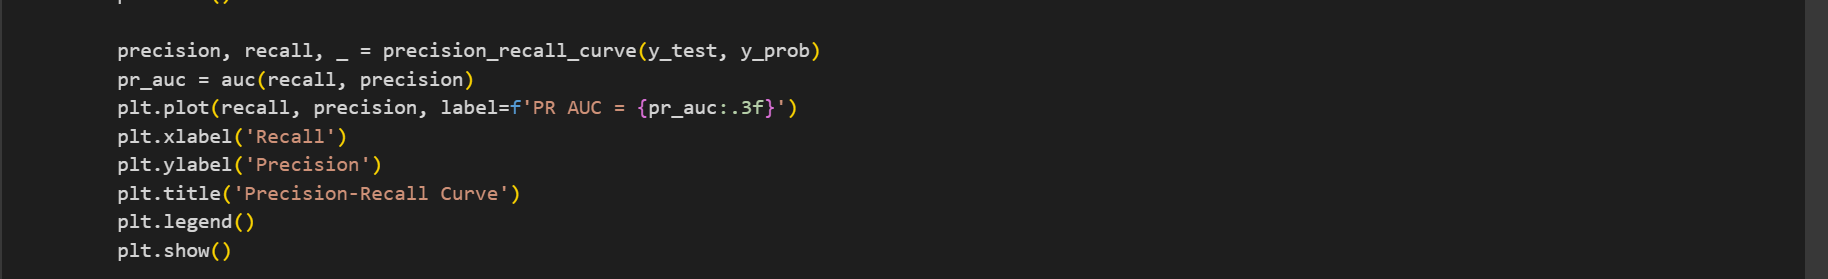 precision, recall, _ = precision_recall_curve(y_test, y_prob)
pr_auc = auc(recall, precision)
plt.plot(recall, precision, label=f'PR AUC = {pr_auc:.3f}')
plt.xlabel('Recall')
plt.ylabel('Precision')
plt.title('Precision-Recall Curve')
plt.legend()
plt.show()